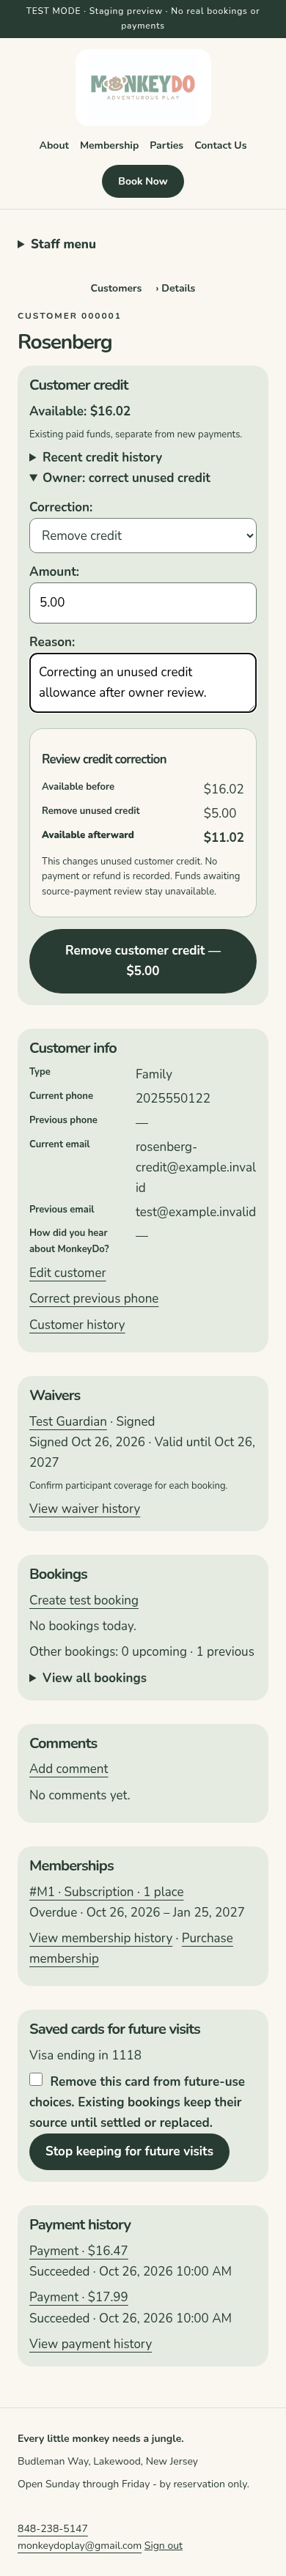 TEST MODE · Staging preview · No real bookings or
payments
MONKEYDO
ADVENTUROUS PLAY
About Membership Parties Contact Us
Book Now
Staff menu
Customers › Details
CUSTOMER 000001
Rosenberg
Customer credit
Available: $16.02
Existing paid funds, separate from new payments.
Recent credit history
Owner: correct unused credit
Correction:
Remove credit
Amount:
5.00
Reason:
Correcting an unused credit
allowance after owner review.
Review credit correction
Available before $16.02
Remove unused credit $5.00
Available afterward $11.02
This changes unused customer credit. No
payment or refund is recorded. Funds awaiting
source-payment review stay unavailable.
Remove customer credit —
$5.00
Customer info
Type Family
Current phone 2025550122
Previous phone —
Current email rosenberg-
credit@example.inval
id
Previous email test@example.invalid
How did you hear —
about MonkeyDo?
Edit customer
Correct previous phone
Customer history
Waivers
Test Guardian · Signed
Signed Oct 26, 2026 · Valid until Oct 26,
2027
Confirm participant coverage for each booking.
View waiver history
Bookings
Create test booking
No bookings today.
Other bookings: 0 upcoming · 1 previous
View all bookings
Comments
Add comment
No comments yet.
Memberships
#M1 · Subscription · 1 place
Overdue · Oct 26, 2026 – Jan 25, 2027
View membership history · Purchase
membership
Saved cards for future visits
Visa ending in 1118
Remove this card from future-use
choices. Existing bookings keep their
source until settled or replaced.
Stop keeping for future visits
Payment history
Payment · $16.47
Succeeded · Oct 26, 2026 10:00 AM
Payment · $17.99
Succeeded · Oct 26, 2026 10:00 AM
View payment history
Every little monkey needs a jungle.
Budleman Way, Lakewood, New Jersey
Open Sunday through Friday - by reservation only.
848-238-5147
monkeydoplay@gmail.com Sign out